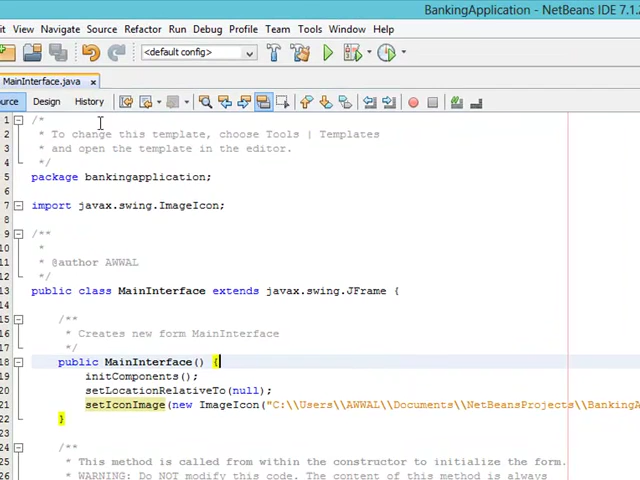 BankingApplication - NetBeans IDE 7.1.2
it View Navigate Source Refactor Run Debug Profile Team Tools Window Help
<default config>
MainInterface.java x
ource Design History
1 /*
2 * To change this template, choose Tools | Templates
3 * and open the template in the editor.
4 */
5 package bankingapplication;
6
7 import javax.swing.ImageIcon;
8
9 /**
10 *
11 * @author AWWAL
12 */
13 public class MainInterface extends javax.swing.JFrame {
14
15 /**
16 * Creates new form MainInterface
17 */
18 public MainInterface() {
19 initComponents();
20 setLocationRelativeTo(null);
21 setIconImage(new ImageIcon("C:\\Users\\AWWAL\\Documents\\NetBeansProjects\\BankingA
22 }
23
24 /**
25 * This method is called from within the constructor to initialize the form.
26 * WARNING: Do NOT modify this code. The content of this method is always